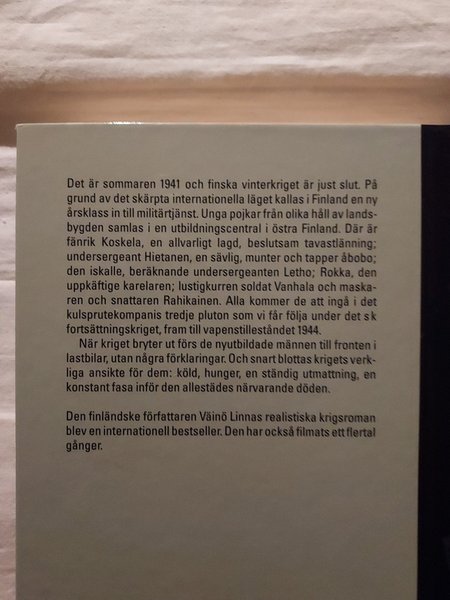 Det är sommaren 1941 och finska vinterkriget är just slut. På
grund av det skärpta internationella läget kallas i Finland en ny
årsklass in till militärtjänst. Unga pojkar från olika håll av lands-
bygden samlas i en utbildningscentral i östra Finland. Där är
fänrik Koskela, en allvarligt lagd, beslutsam tavastlänning;
undersergeant Hietanen, en sävlig, munter och tapper åbobo;
den iskalle, beräknande undersergeanten Letho; Rokka, den
uppkäftige karelaren; lustigkurren soldat Vanhala och maska-
ren och snattaren Rahikainen. Alla kommer de att ingå i det
kulsprutekompanis tredje pluton som vi får följa under det s k
fortsättningskriget, fram till vapenstilleståndet 1944.
När kriget bryter ut förs de nyutbildade männen till fronten i
lastbilar, utan några förklaringar. Och snart blottas krigets verk-
liga ansikte för dem: köld, hunger, en ständig utmattning, en
konstant fasa inför den allestädes närvarande döden.
Den finländske författaren Väinö Linnas realistiska krigsroman
blev en internationell bestseller. Den har också filmats ett flertal
gånger.